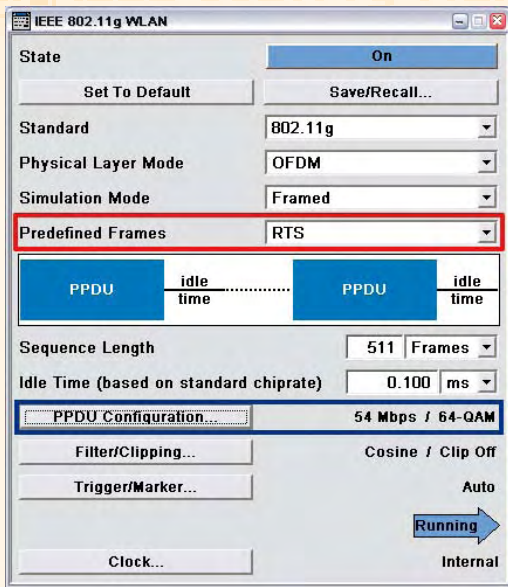 IEEE 802.11g WLAN
State On
Set To Default Save/Recall...
Standard 802.11g
Physical Layer Mode OFDM
Simulation Mode Framed
Predefined Frames RTS
PPDU idle time PPDU idle time
Sequence Length 511 Frames
Idle Time (based on standard chiprate) 0.100 ms
PPDU Configuration... 54 Mbps / 64-QAM
Filter/Clipping... Cosine / Clip Off
Trigger/Marker... Auto
Running
Clock... Internal